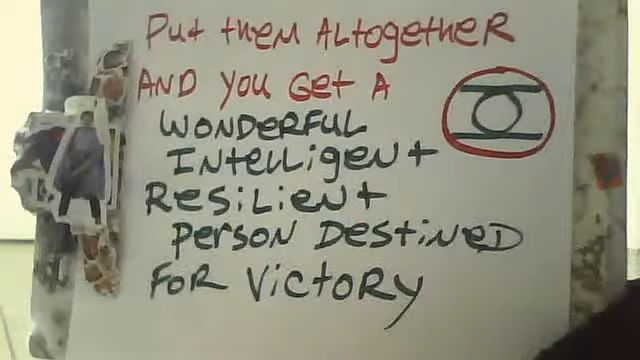 Put them Altogether
And you Get A
Wonderful
Intelligent
Resilient
Person Destined
For Victory